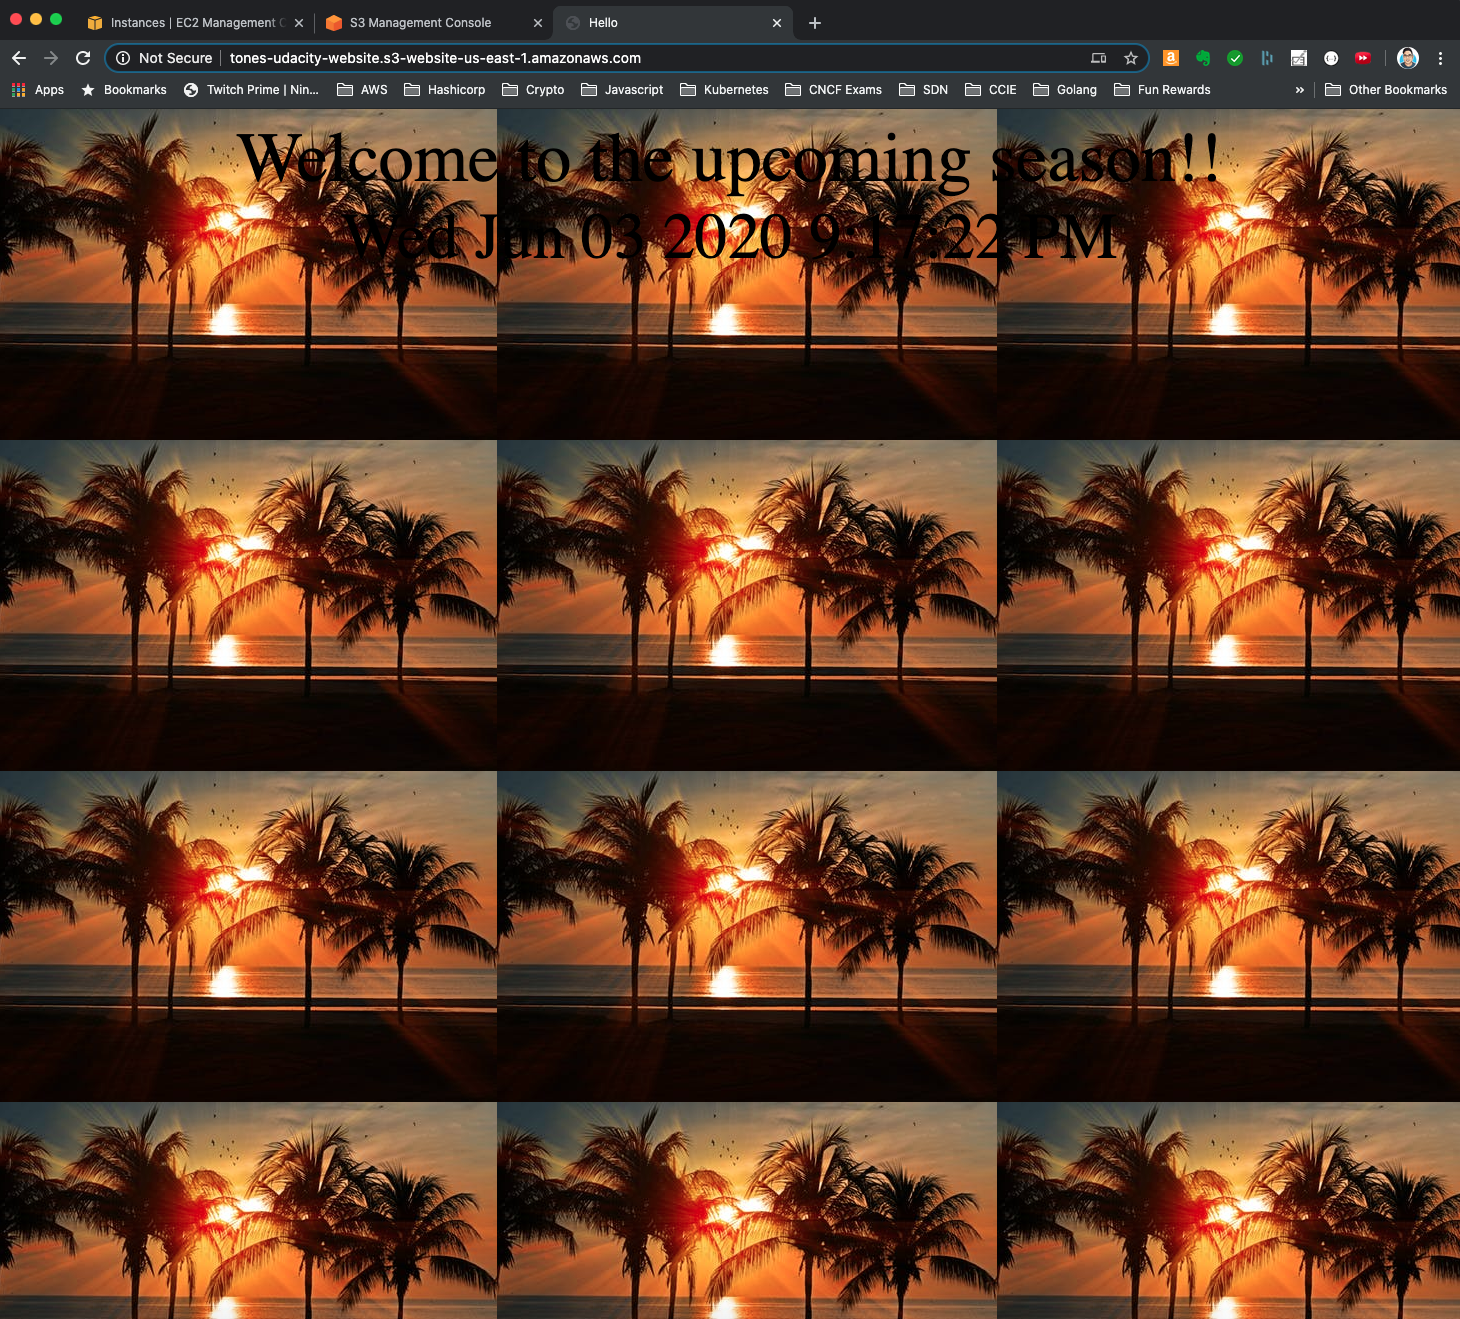 Instances | EC2 Management C
S3 Management Console
Hello
Not Secure
tones-udacity-website.s3-website-us-east-1.amazonaws.com
Apps
Bookmarks
Twitch Prime | Nin...
AWS
Hashicorp
Crypto
Javascript
Kubernetes
CNCF Exams
SDN
CCIE
Golang
Fun Rewards
»
Other Bookmarks
Welcome to the upcoming season!!
Wed Jun 03 2020 9:17:22 PM